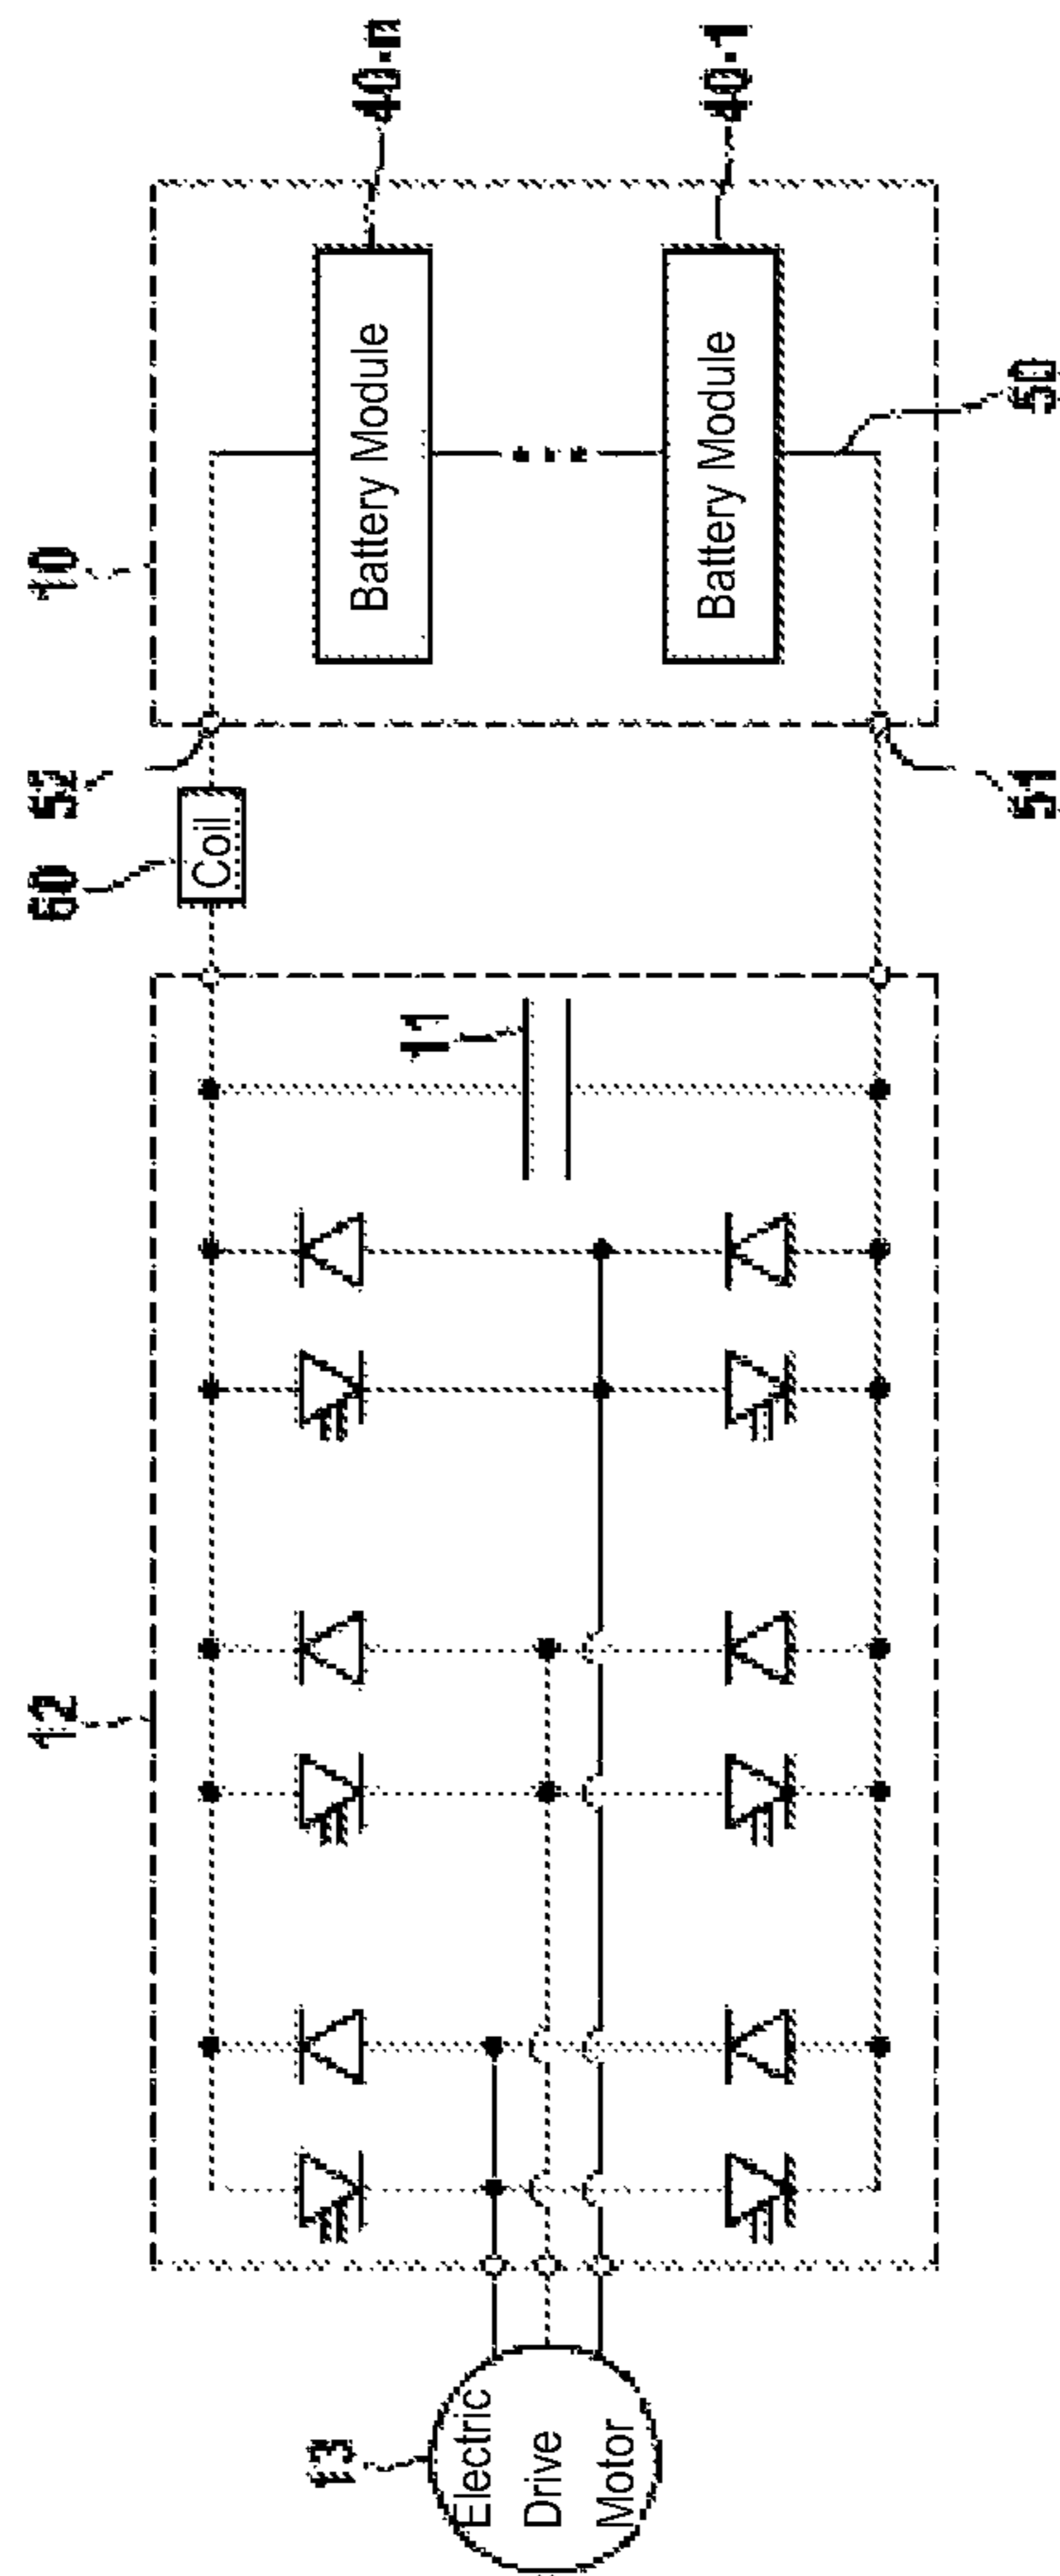 40-n
40-1
Battery Module
Battery Module
50
10
52
51
60
Coil
11
12
13
Electric
Drive
Motor